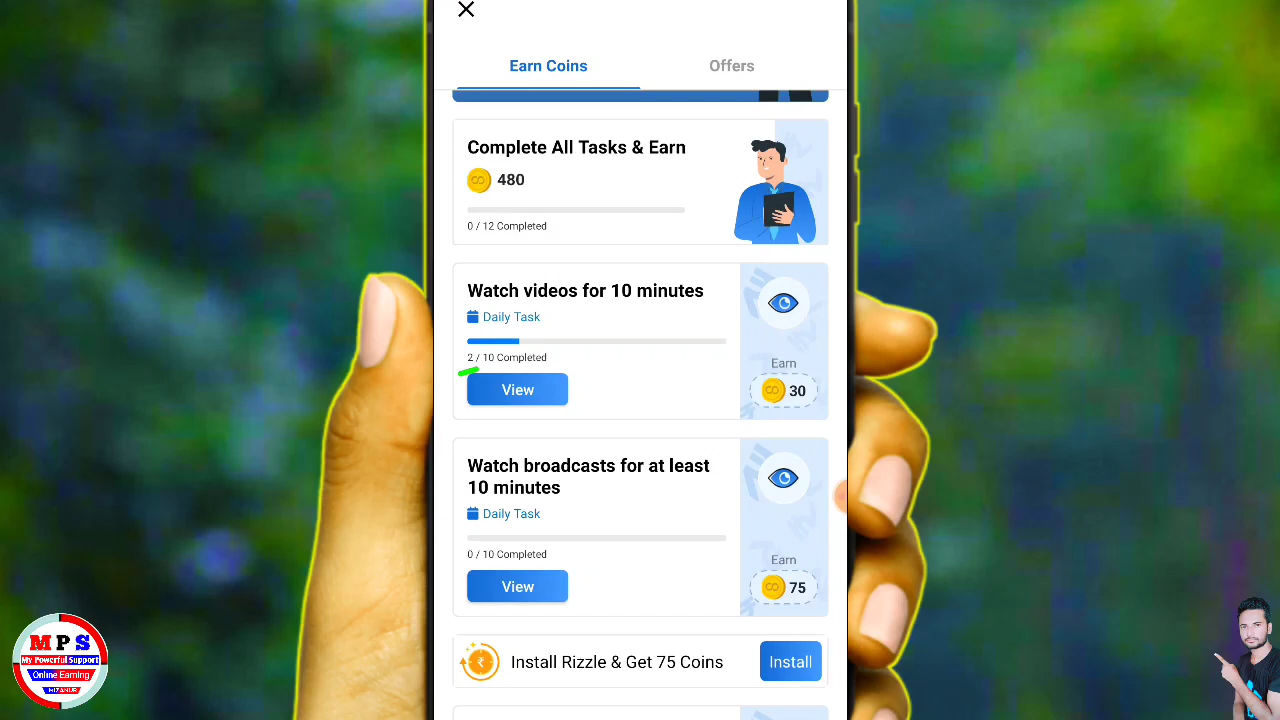 Earn Coins
Offers
Complete All Tasks & Earn
480
0 / 12 Completed
Watch videos for 10 minutes
Daily Task
2 / 10 Completed
View
Earn
30
Watch broadcasts for at least
10 minutes
Daily Task
0 / 10 Completed
View
Earn
75
Install Rizzle & Get 75 Coins
Install
M P S
My Powerful Support
Online Earning
MIZANUR